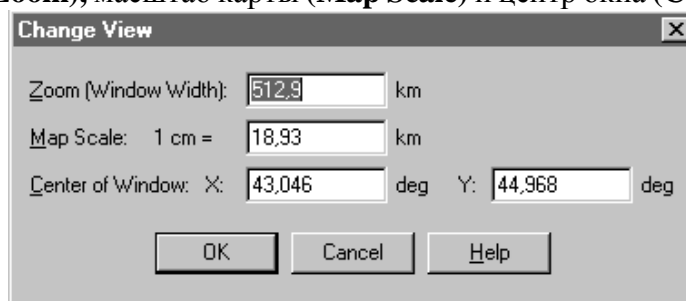 Zoom), масштаб карты (Map Scale) и центр окна (C
Change View
Zoom (Window Width): 512,9 km
Map Scale: 1 cm = 18,93 km
Center of Window: X: 43,046 deg Y: 44,968 deg
OK Cancel Help